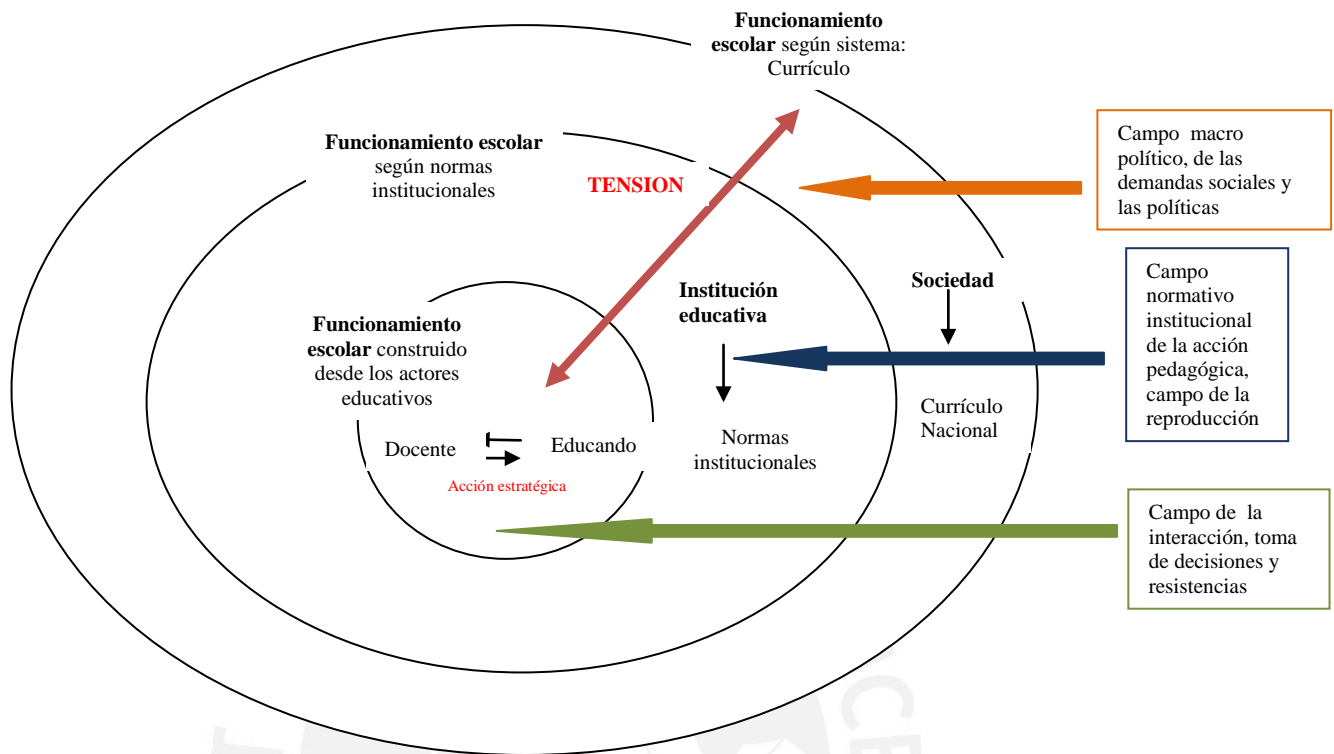 Funcionamiento
escolar según sistema:
Currículo
Funcionamiento escolar
según normas
institucionales
TENSION
Campo macro
político, de las
demandas sociales y
las políticas
Funcionamiento
escolar construido
desde los actores
educativos
Docente
Educando
Acción estratégica
Institución
educativa
Normas
institucionales
Sociedad
Currículo
Nacional
Campo
normativo
institucional
de la acción
pedagógica,
campo de la
reproducción
Campo de la
interacción, toma
de decisiones y
resistencias